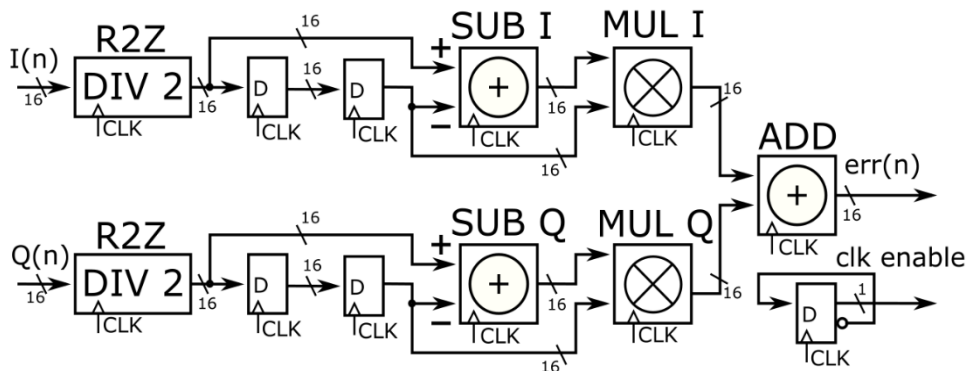 R2Z
SUB I
MUL I
I(n)
16
DIV 2
16
CLK
D
CLK
16
D
CLK
16
+
−
+
CLK
16
16
CLK
16
ADD
+
CLK
err(n)
16
R2Z
SUB Q
MUL Q
Q(n)
16
DIV 2
16
CLK
D
CLK
16
D
CLK
16
+
−
+
CLK
16
16
CLK
16
clk enable
D
1
CLK